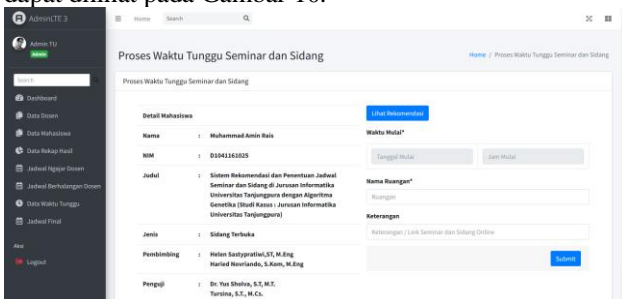 dapat dilihat pada Gambar 10.
AdminLTE 3
Home Search
Admin TU
Admin
Proses Waktu Tunggu Seminar dan Sidang
Home / Proses Waktu Tunggu Seminar dan Sidang
Search
Proses Waktu Tunggu Seminar dan Sidang
Dashboard
Data Dosen
Data Mahasiswa
Data Rekap Hasil
Jadwal Ngajar Dosen
Jadwal Berhalangan Dosen
Data Waktu Tunggu
Jadwal Final
Aksi
Logout
Detail Mahasiswa
Nama : Muhammad Amin Rais
NIM : D1041161025
Judul : Sistem Rekomendasi dan Penentuan Jadwal
Seminar dan Sidang di Jurusan Informatika
Universitas Tanjungpura dengan Algoritma
Genetika (Studi Kasus : Jurusan Informatika
Universitas Tanjungpura)
Jenis : Sidang Terbuka
Pembimbing : Helen Sastypratiwi,ST, M.Eng
Haried Novriando, S.Kom, M.Eng
Penguji : Dr. Yus Sholva, S.T, M.T.
Tursina, S.T., M.Cs.
Lihat Rekomendasi
Waktu Mulai*
Tanggal Mulai Jam Mulai
Nama Ruangan*
Ruangan
Keterangan
Keterangan / Link Seminar dan Sidang Online
Submit